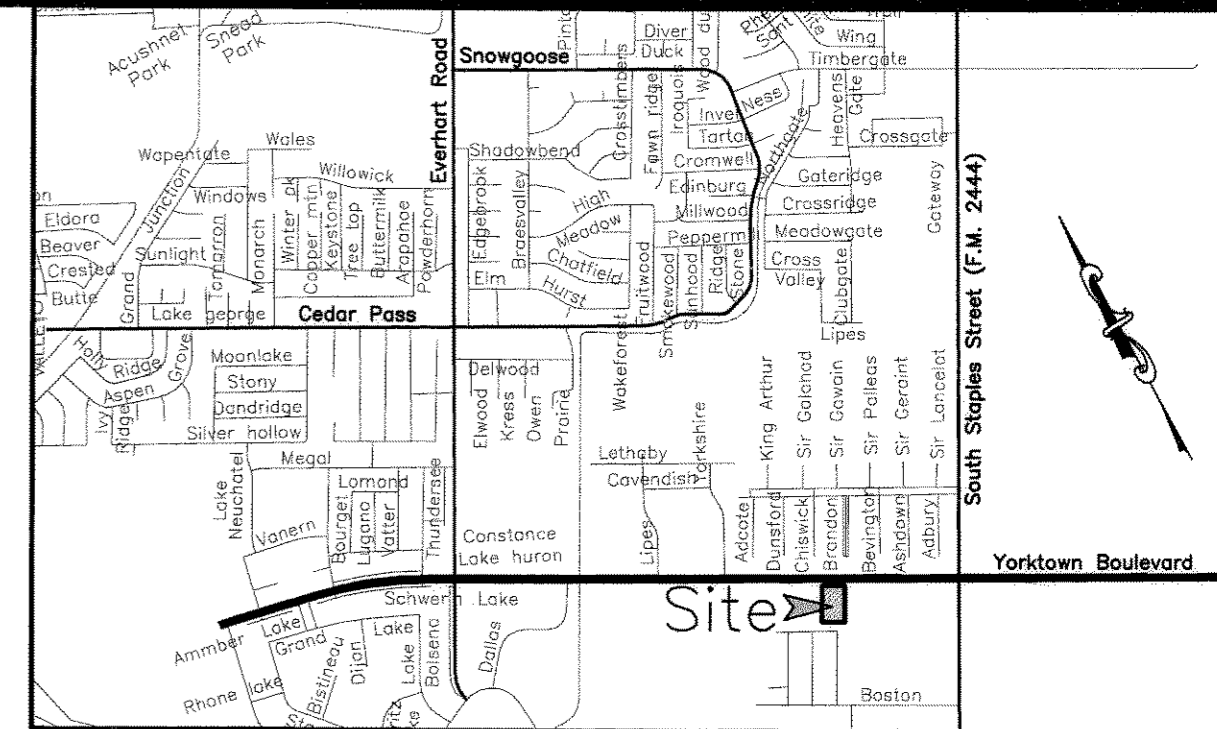 Acushnet
Park
Snead
Park
Everhart Road
Snowgoose
Diver
Duck
Wing
Timbergate
Crosstimbers
Fawn ridge
Iroquois
Wood du
Inver Ness
Tartan
Cromwell
Northgate
Heavens
Gate
Crossgate
Wales
Wapentate
Willowick
Shadowbend
Edinburg
Gateridge
Windows
Junction
Millwood
Crossridge
Gateway
South Staples Street (F.M. 2444)
Eldora
Beaver
Crested
Butte
Sunlight
Monarch
Winter pk
Copper mtn
Keystone
Tree top
Buttermilk
Arapahoe
Powderhorn
Edgebrook
Braesvalley
High
Meadow
Chatfield
Hurst
Elm
Fruitwood
Pepperm
Smokewood
Sunhood
Ridge
Stone
Meadowgate
Cross
Valley
Clubgate
Lipes
Grand
Lake george
Cedar Pass
Holly
Ridge
Aspen
Grove
Ivy
Ridge
Moonlake
Stony
Dandridge
Silver hollow
Delwood
Elwood
Kress
Owen
Prairie
Wakeforest
King Arthur
Sir Galahad
Sir Gawain
Sir Palleas
Sir Geraint
Sir Lancelot
Megal
Lethaby
Cavendish
Yorkshire
Lake
Neuchatel
Lomond
Bourget
Lugano
Vatter
Thundersee
Vanern
Constance
Lake huron
Lipes
Adcote
Dunsford
Chiswick
Brandon
Bevington
Ashdown
Adbury
Yorktown Boulevard
Schwerin Lake
Site
Ammber
Lake
Grand
Lake
Bistineau
Dijan
Lake
Bolsena
Dallas
Rhone lake
Boston